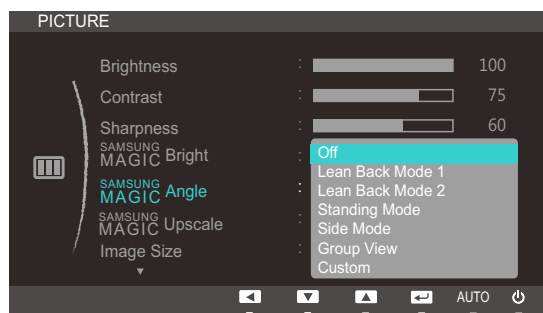 PICTURE
Brightness : 100
Contrast : 75
Sharpness : 60
SAMSUNG
MAGIC Bright :
SAMSUNG
MAGIC Angle :
SAMSUNG
MAGIC Upscale :
Image Size :
Off
Lean Back Mode 1
Lean Back Mode 2
Standing Mode
Side Mode
Group View
Custom
AUTO